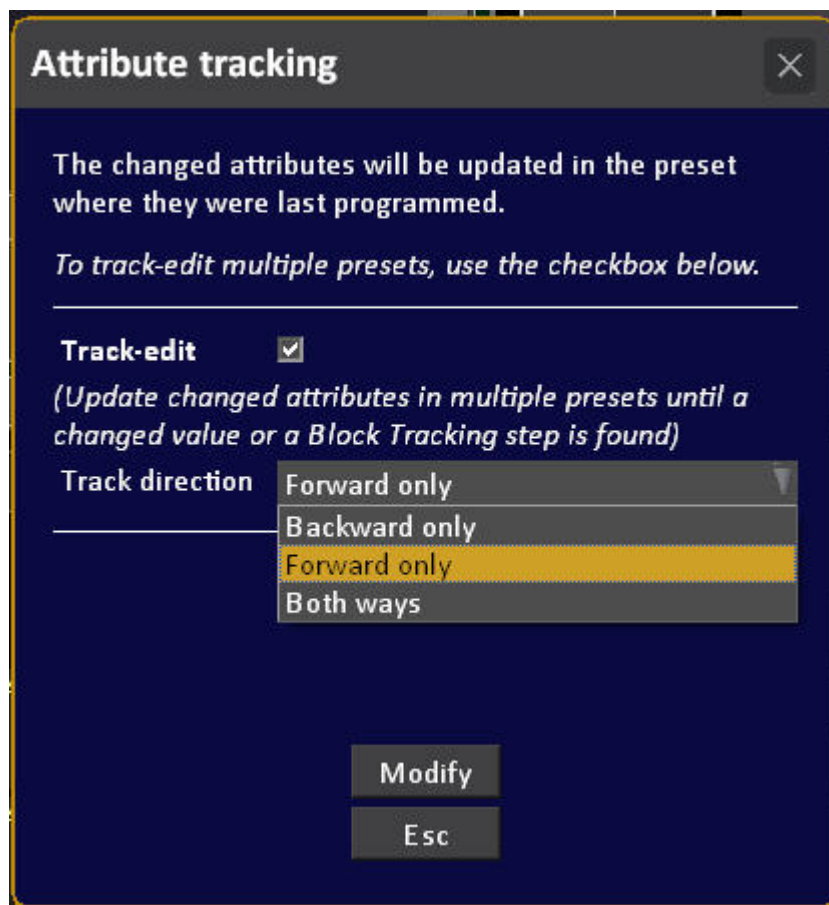 Attribute tracking
The changed attributes will be updated in the preset
where they were last programmed.
To track-edit multiple presets, use the checkbox below.
Track-edit
(Update changed attributes in multiple presets until a
changed value or a Block Tracking step is found)
Track direction Forward only
Backward only
Forward only
Both ways
Modify
Esc